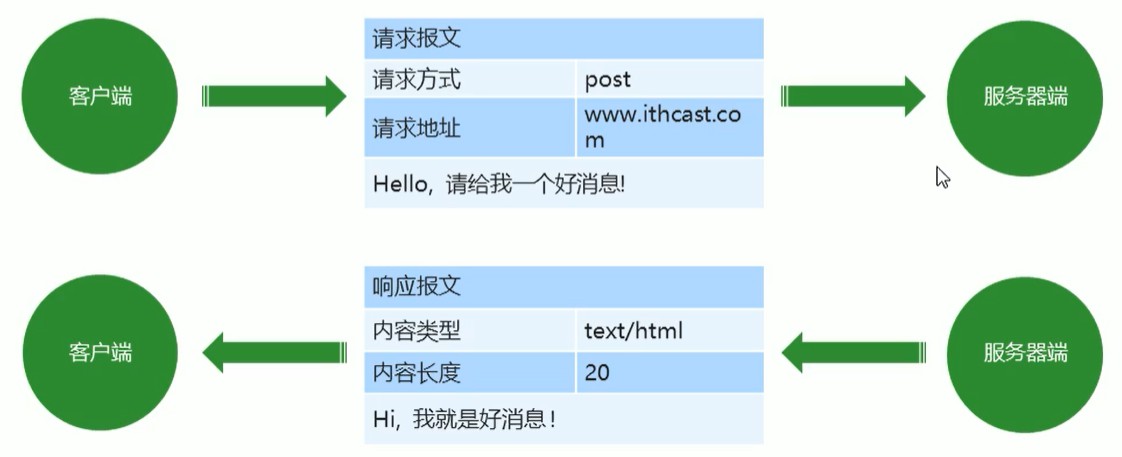 客户端
请求报文
请求方式 post
请求地址 www.ithcast.co
m
Hello, 请给我一个好消息!
服务器端
客户端
响应报文
内容类型 text/html
内容长度 20
Hi, 我就是好消息!
服务器端